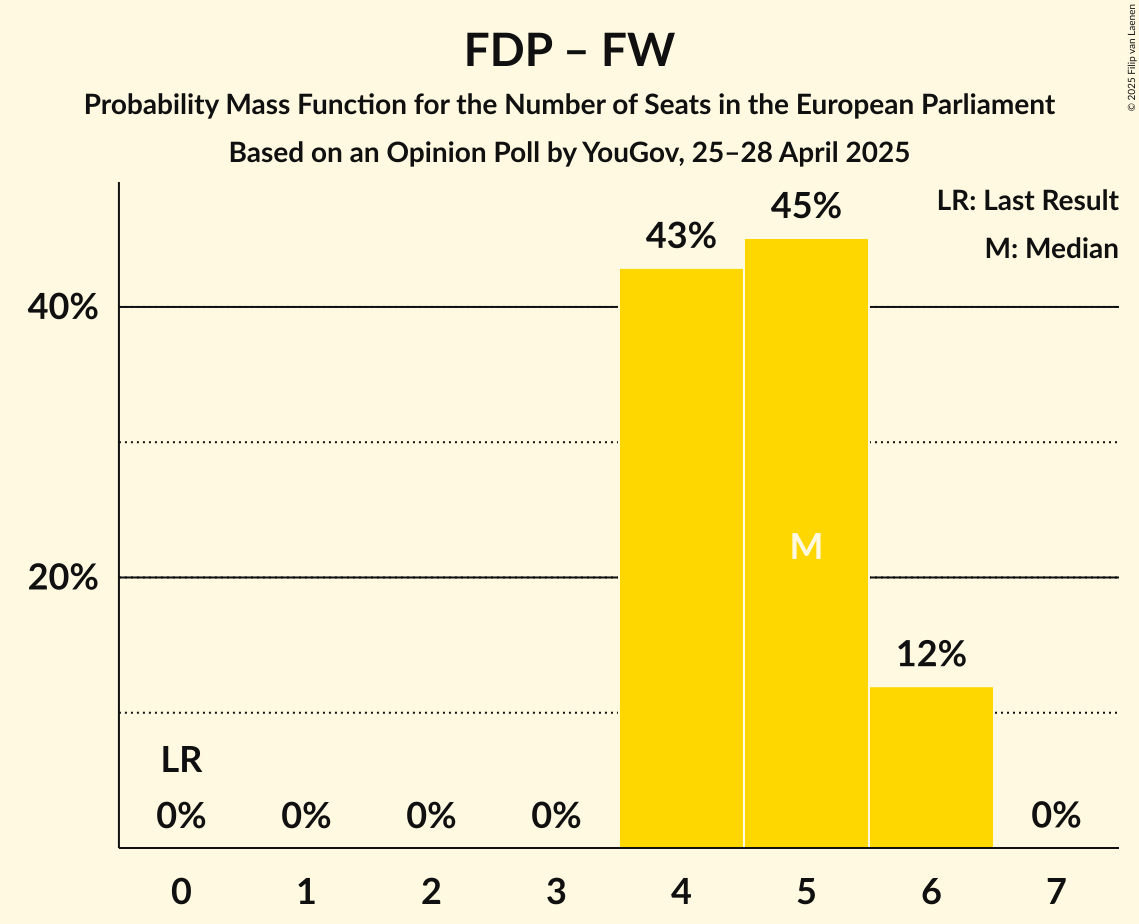 FDP – FW
Probability Mass Function for the Number of Seats in the European Parliament
Based on an Opinion Poll by YouGov, 25–28 April 2025
© 2025 Filip van Laenen
LR: Last Result
M: Median
45%
43%
40%
M
20%
12%
LR
0% 0% 0% 0% 0%
0 1 2 3 4 5 6 7